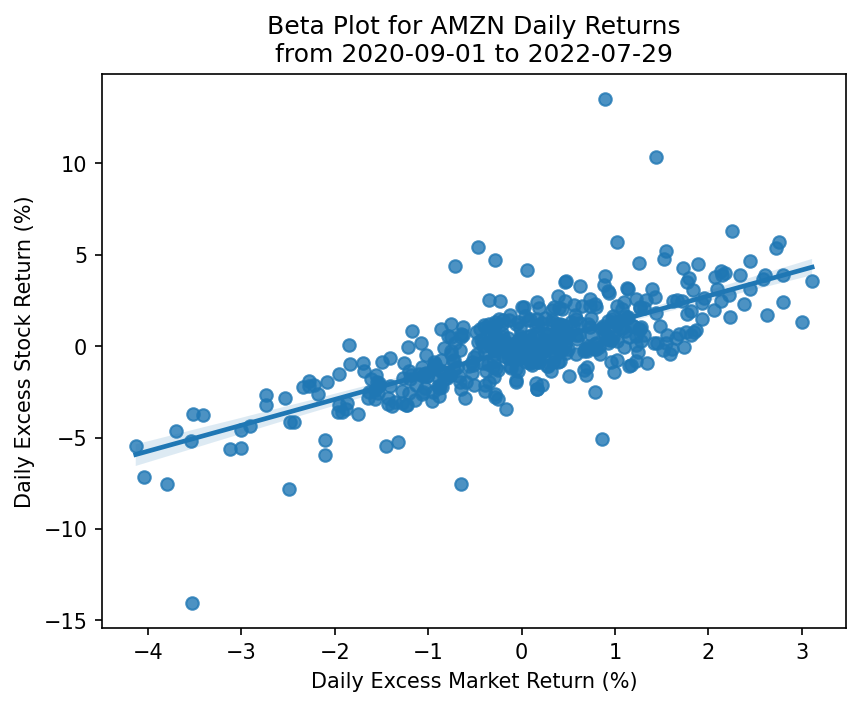 Beta Plot for AMZN Daily Returns
from 2020-09-01 to 2022-07-29
Daily Excess Stock Return (%)
10
5
0
−5
−10
−15
−4 −3 −2 −1 0 1 2 3
Daily Excess Market Return (%)